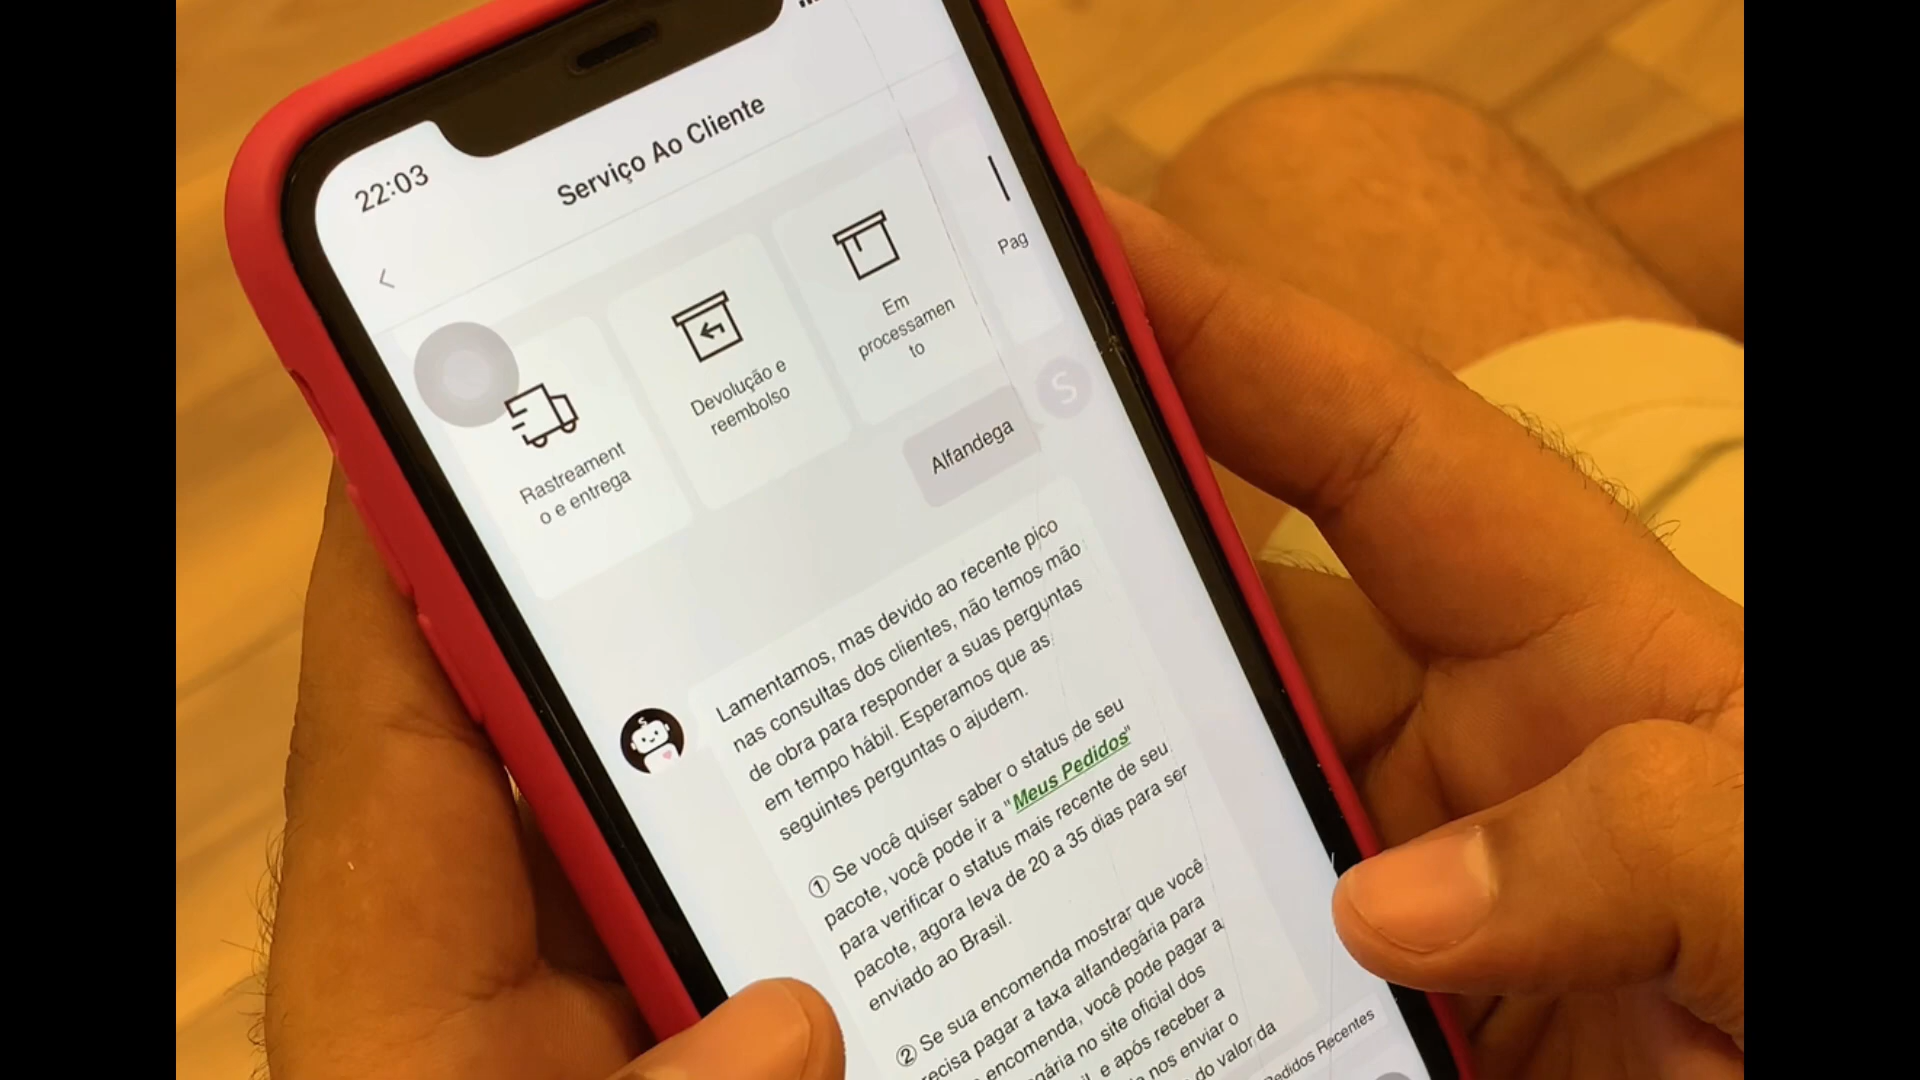 22:03
Serviço Ao Cliente
Rastreament
o e entrega
Devolução e
reembolso
Em
processamen
to
Pag
S
Alfandega
Lamentamos, mas devido ao recente pico
nas consultas dos clientes, não temos mão
de obra para responder a suas perguntas
em tempo hábil. Esperamos que as
seguintes perguntas o ajudem.
① Se você quiser saber o status de seu
pacote, você pode ir a "Meus Pedidos"
para verificar o status mais recente de seu
pacote, agora leva de 20 a 35 dias para ser
enviado ao Brasil.
② Se sua encomenda mostrar que você
recisa pagar a taxa alfandegária para
encomenda, você pode pagar a
gária no site oficial dos
il, e após receber a
nos enviar o
do valor da
Pedidos Recentes